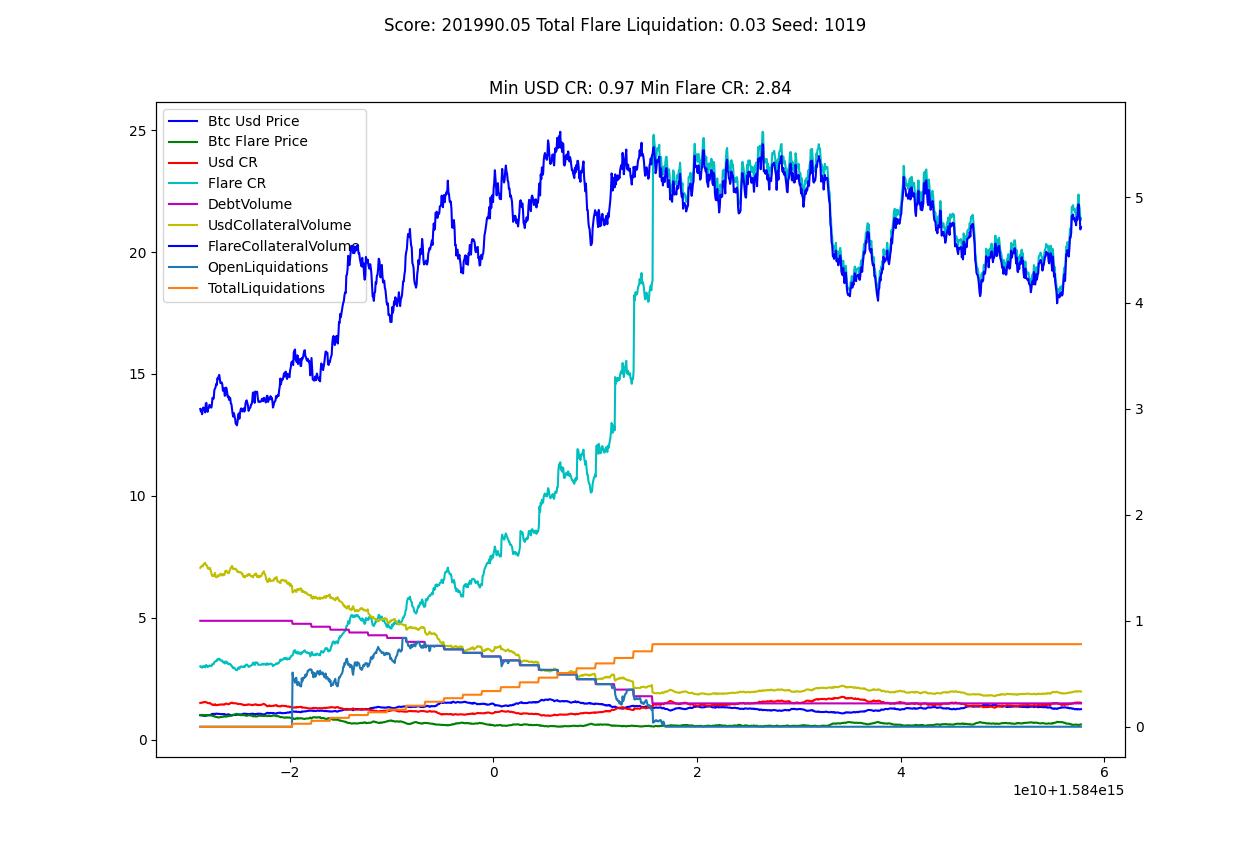 Score: 201990.05 Total Flare Liquidation: 0.03 Seed: 1019
Min USD CR: 0.97 Min Flare CR: 2.84
Btc Usd Price
Btc Flare Price
Usd CR
Flare CR
DebtVolume
UsdCollateralVolume
FlareCollateralVolume
OpenLiquidations
TotalLiquidations
25
20
15
10
5
0
5
4
3
2
1
0
−2
0
2
4
6
1e10+1.584e15